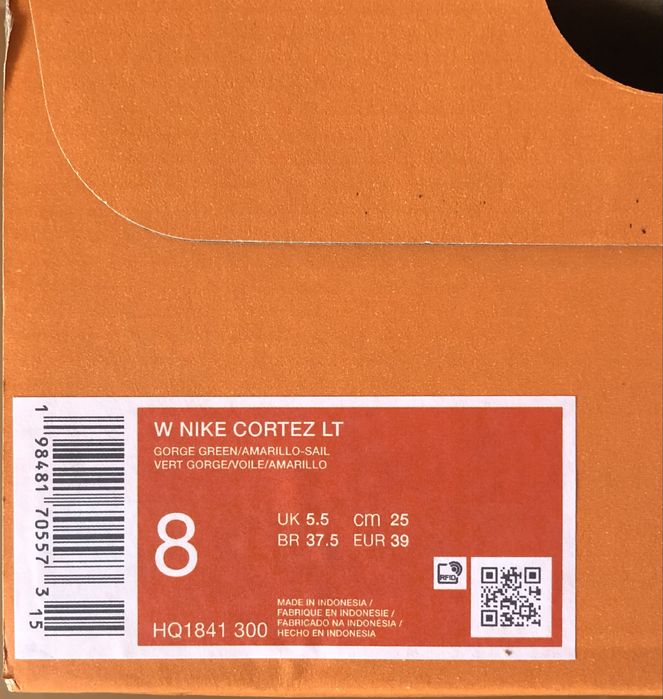 W NIKE CORTEZ LT
GORGE GREEN/AMARILLO-SAIL
VERT GORGE/VOILE/AMARILLO
8
UK 5.5 cm 25
BR 37.5 EUR 39
RFID
HQ1841 300
MADE IN INDONESIA /
FABRIQUE EN INDONESIE /
FABRICADO NA INDONESIA /
HECHO EN INDONESIA
1 98481 70557 3 15